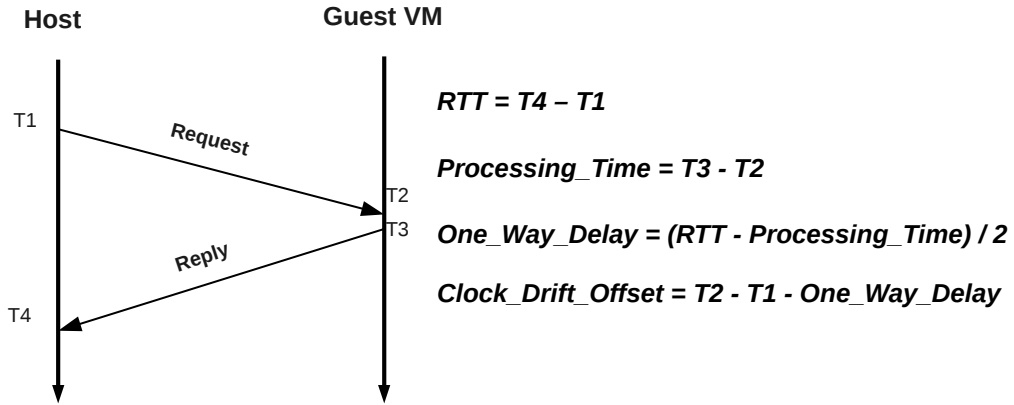 Host
Guest VM
T1
Request
RTT = T4 – T1
Processing_Time = T3 - T2
T2
T3
One_Way_Delay = (RTT - Processing_Time) / 2
Reply
Clock_Drift_Offset = T2 - T1 - One_Way_Delay
T4